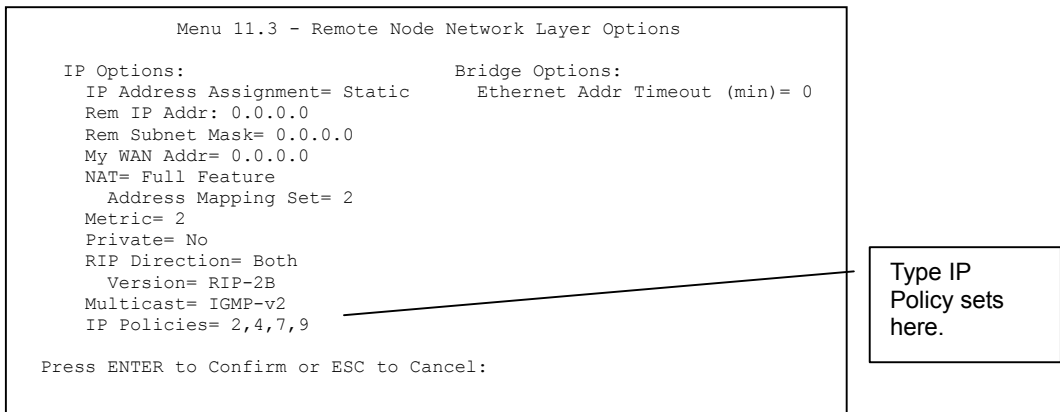 Menu 11.3 - Remote Node Network Layer Options
IP Options: Bridge Options:
IP Address Assignment= Static Ethernet Addr Timeout (min)= 0
Rem IP Addr: 0.0.0.0
Rem Subnet Mask= 0.0.0.0
My WAN Addr= 0.0.0.0
NAT= Full Feature
Address Mapping Set= 2
Metric= 2
Private= No
RIP Direction= Both
Version= RIP-2B
Multicast= IGMP-v2
IP Policies= 2,4,7,9
Press ENTER to Confirm or ESC to Cancel:
Type IP
Policy sets
here.